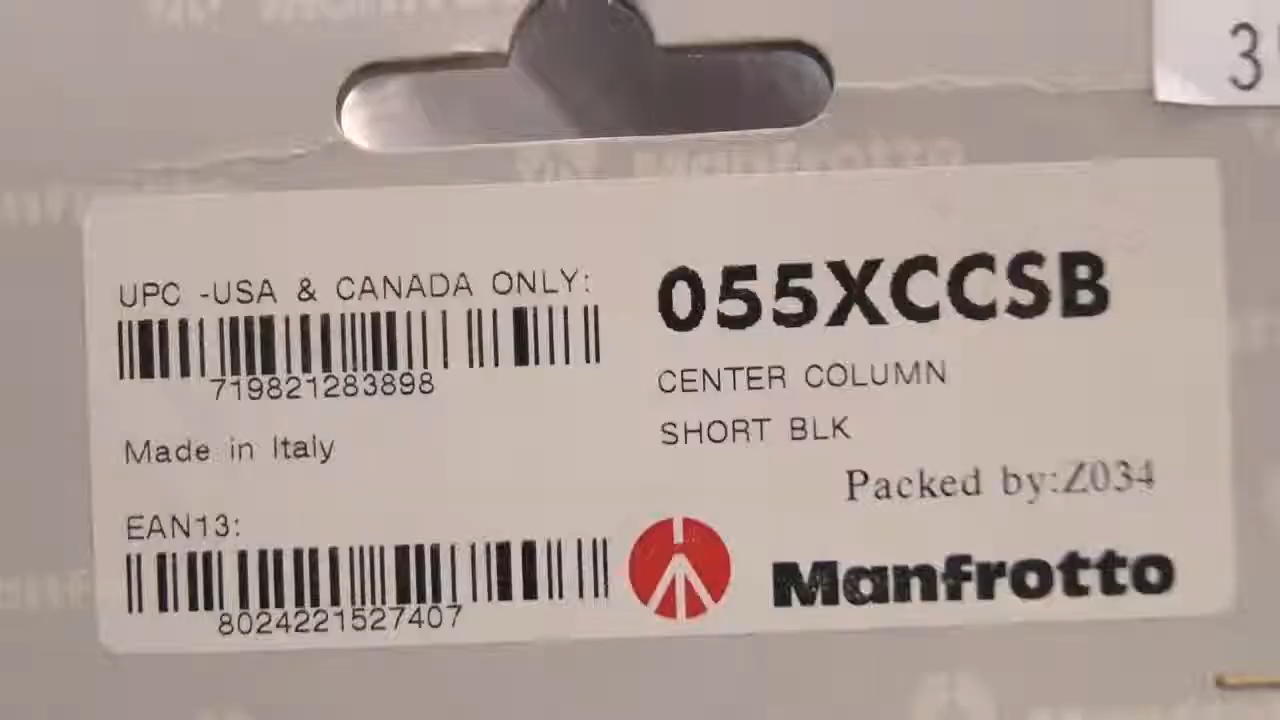 Manfrotto
3
UPC -USA & CANADA ONLY:
719821283898
Made in Italy
EAN13:
8024221527407
055XCCSB
CENTER COLUMN
SHORT BLK
Packed by:Z034
Manfrotto